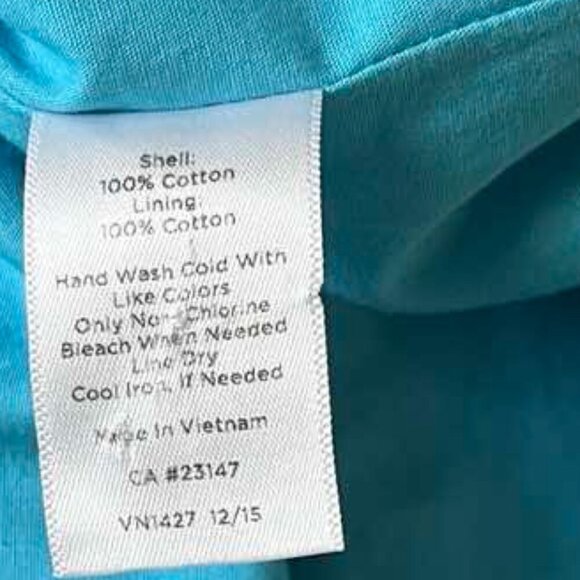 Shell:
100% Cotton
Lining:
100% Cotton
Hand Wash Cold With
Like Colors
Only Non-Chlorine
Bleach When Needed
Line Dry
Cool Iron, If Needed
Made In Vietnam
CA #23147
VN1427 12/15